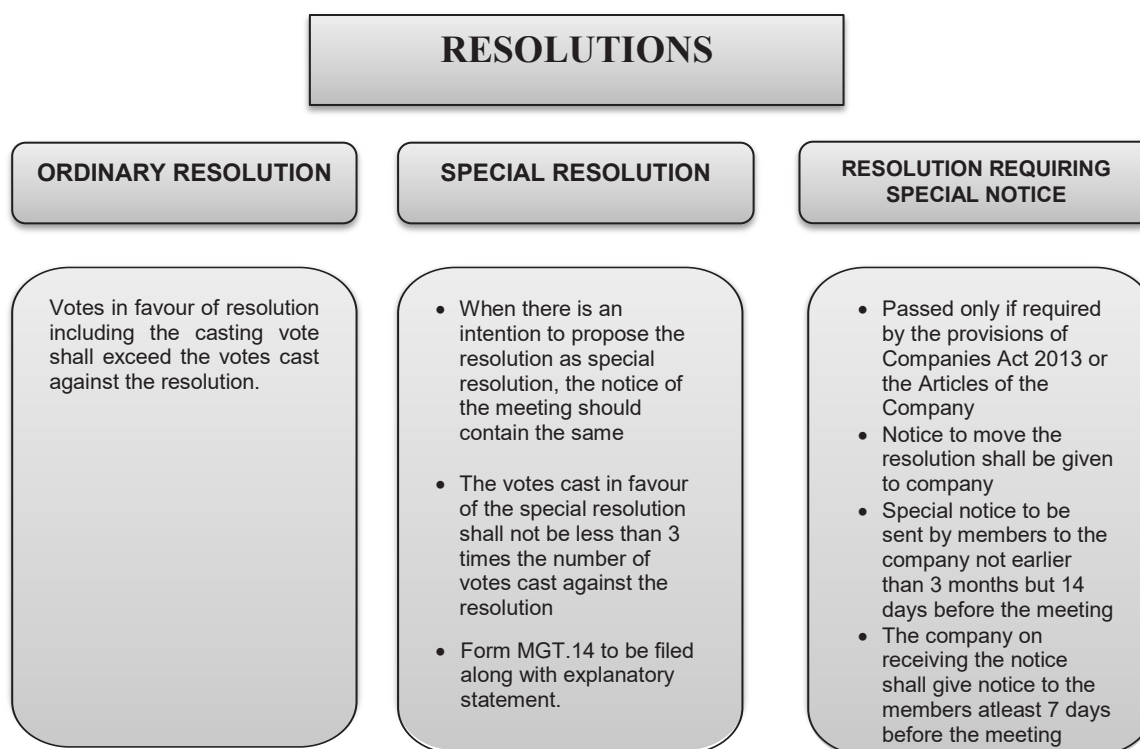 RESOLUTIONS
ORDINARY RESOLUTION
Votes in favour of resolution
including the casting vote
shall exceed the votes cast
against the resolution.
SPECIAL RESOLUTION
• When there is an
intention to propose the
resolution as special
resolution, the notice of
the meeting should
contain the same
• The votes cast in favour
of the special resolution
shall not be less than 3
times the number of
votes cast against the
resolution
• Form MGT.14 to be filed
along with explanatory
statement.
RESOLUTION REQUIRING
SPECIAL NOTICE
• Passed only if required
by the provisions of
Companies Act 2013 or
the Articles of the
Company
• Notice to move the
resolution shall be given
to company
• Special notice to be
sent by members to the
company not earlier
than 3 months but 14
days before the meeting
• The company on
receiving the notice
shall give notice to the
members atleast 7 days
before the meeting